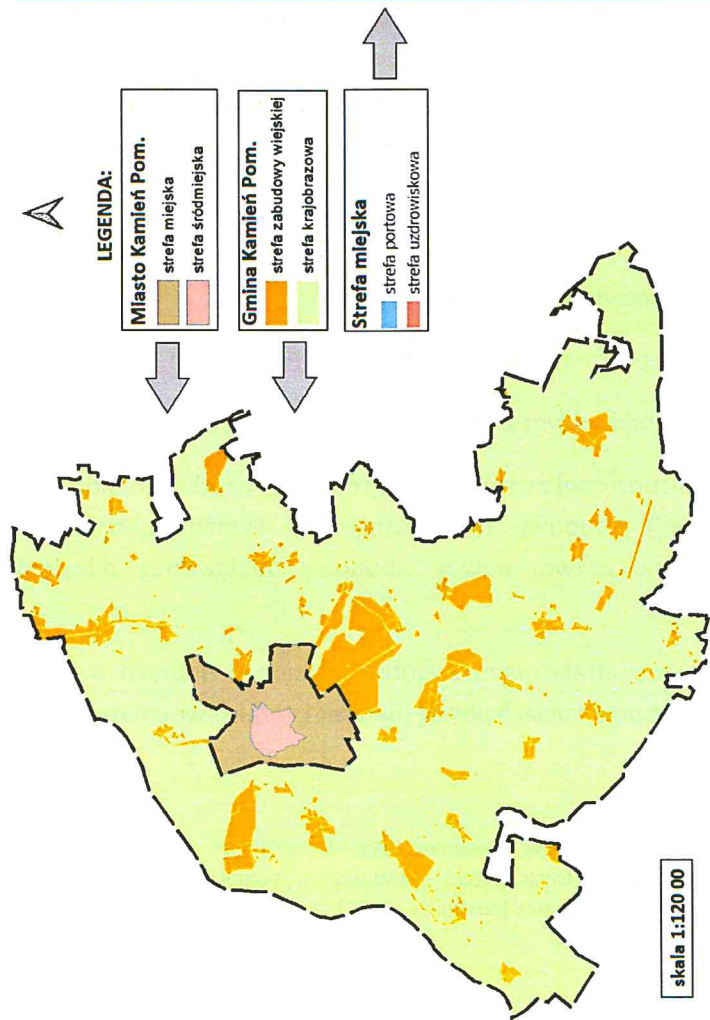 LEGENDA:
Miasto Kamień Pom.
strefa miejska
strefa śródmiejska
Gmina Kamień Pom.
strefa zabudowy wiejskiej
strefa krajobrazowa
Strefa miejska
strefa portowa
strefa uzdrowiskowa
skala 1:120 00